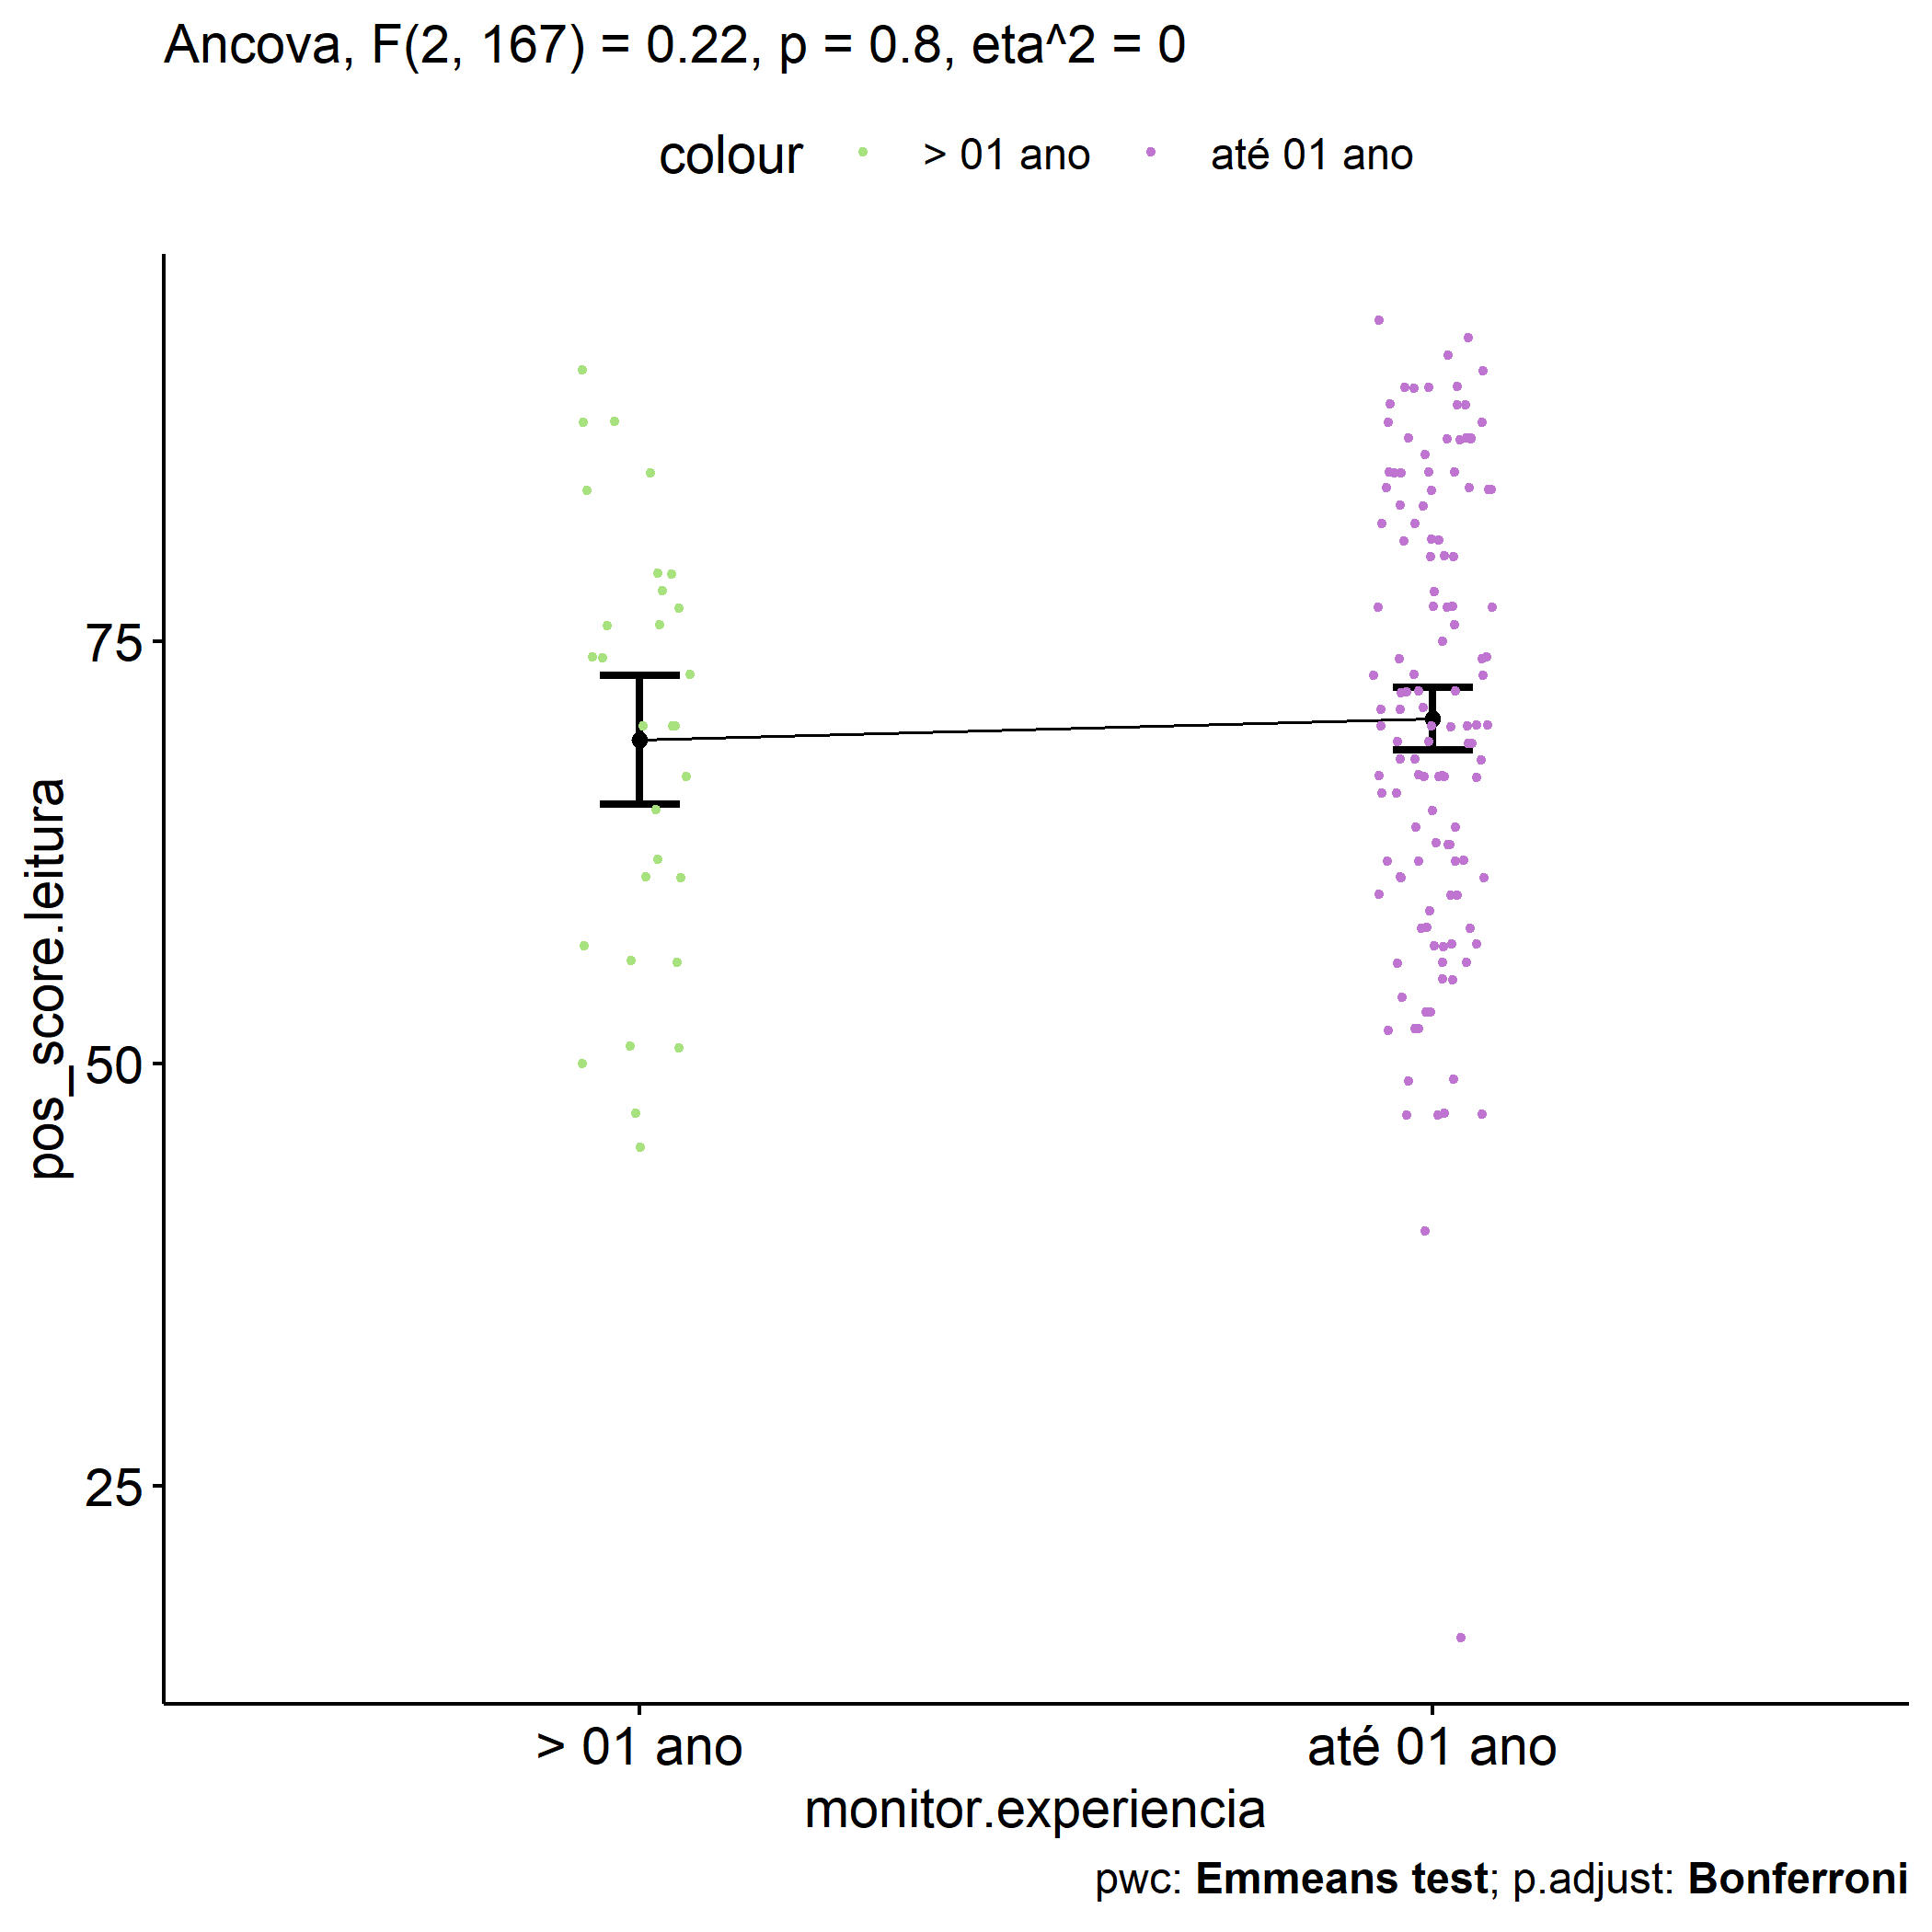 Ancova, F(2, 167) = 0.22, p = 0.8, eta^2 = 0
colour > 01 ano até 01 ano
pos_score.leitura
75
50
25
> 01 ano até 01 ano
monitor.experiencia
pwc: Emmeans test; p.adjust: Bonferroni